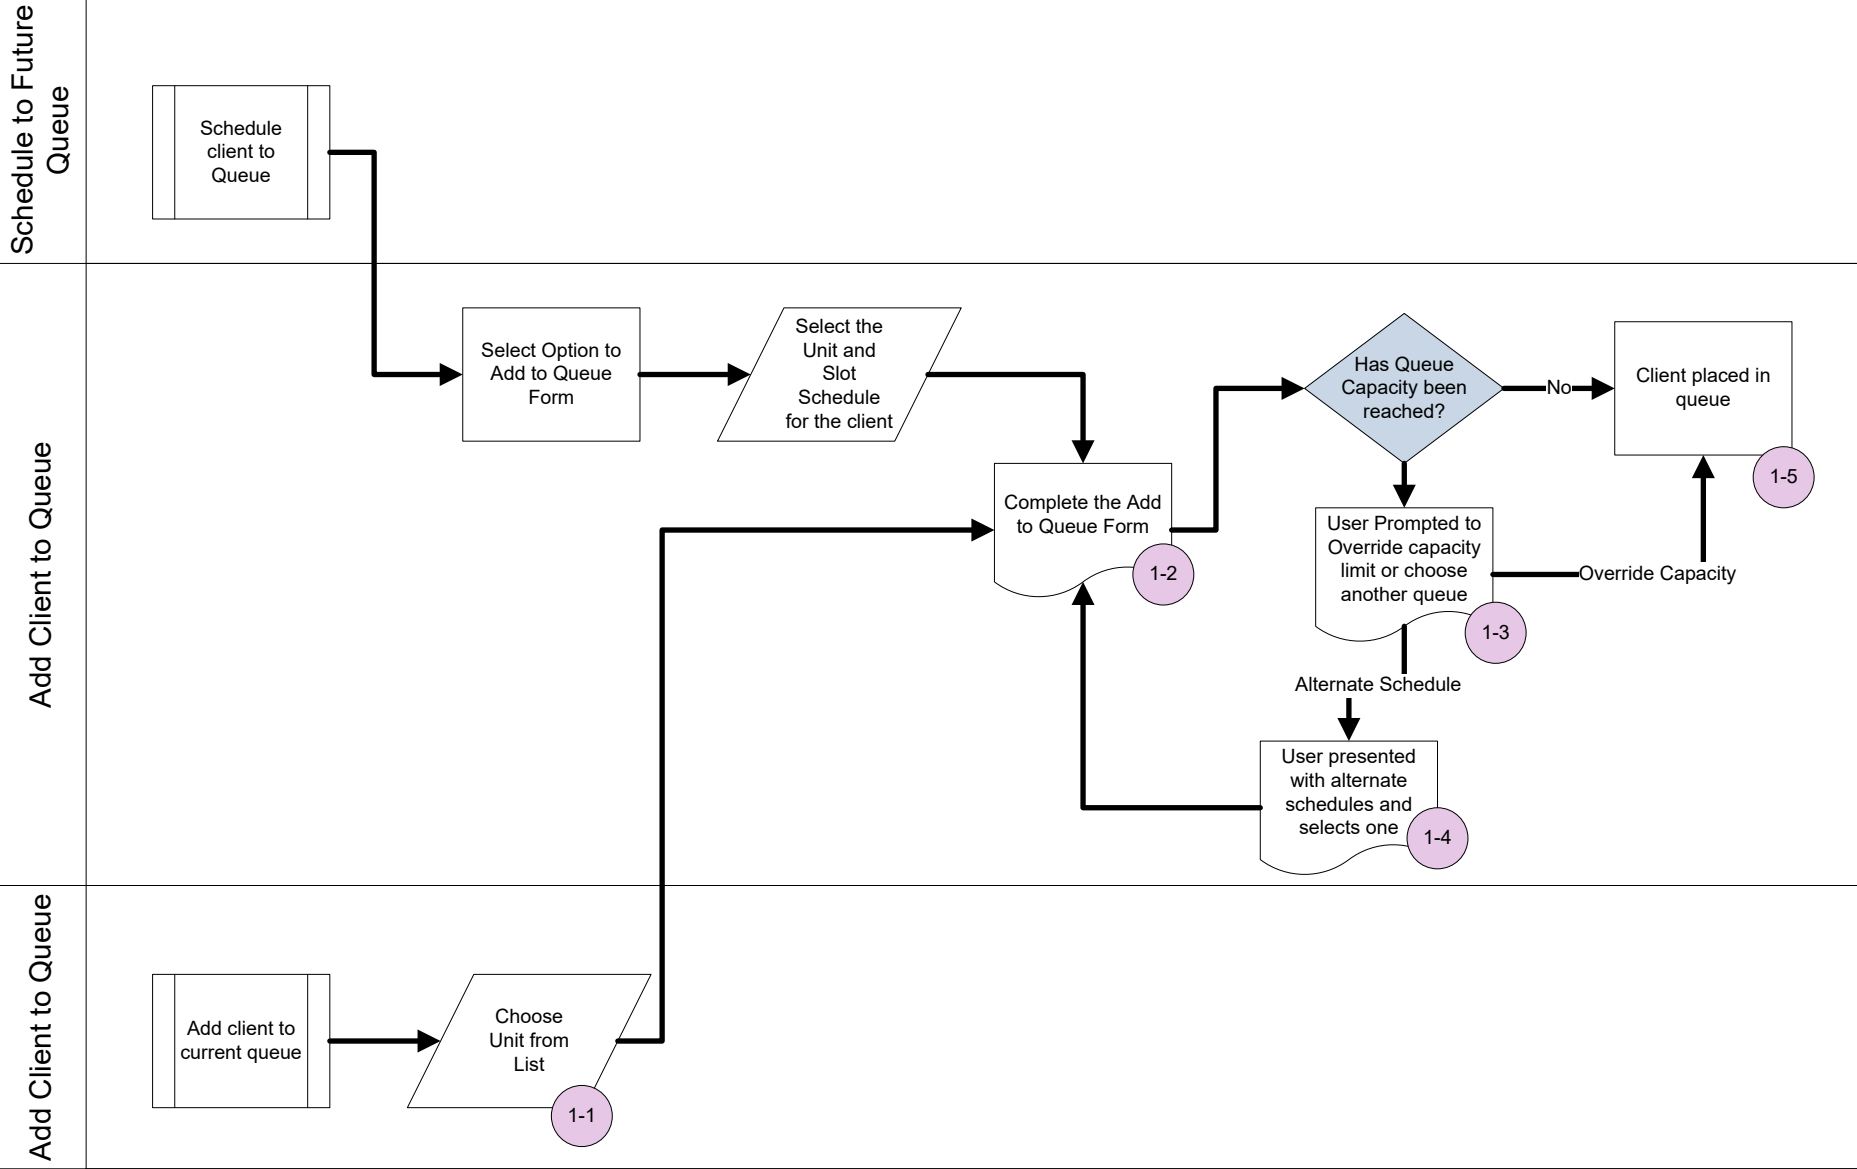 Schedule to Future
Queue
Schedule
client to
Queue
Add Client to Queue
Select Option to
Add to Queue
Form
Select the
Unit and
Slot
Schedule
for the client
Complete the Add
to Queue Form
1-2
Has Queue
Capacity been
reached?
No
Client placed in
queue
1-5
User Prompted to
Override capacity
limit or choose
another queue
1-3
Override Capacity
Alternate Schedule
User presented
with alternate
schedules and
selects one
1-4
Add Client to Queue
Add client to
current queue
Choose
Unit from
List
1-1